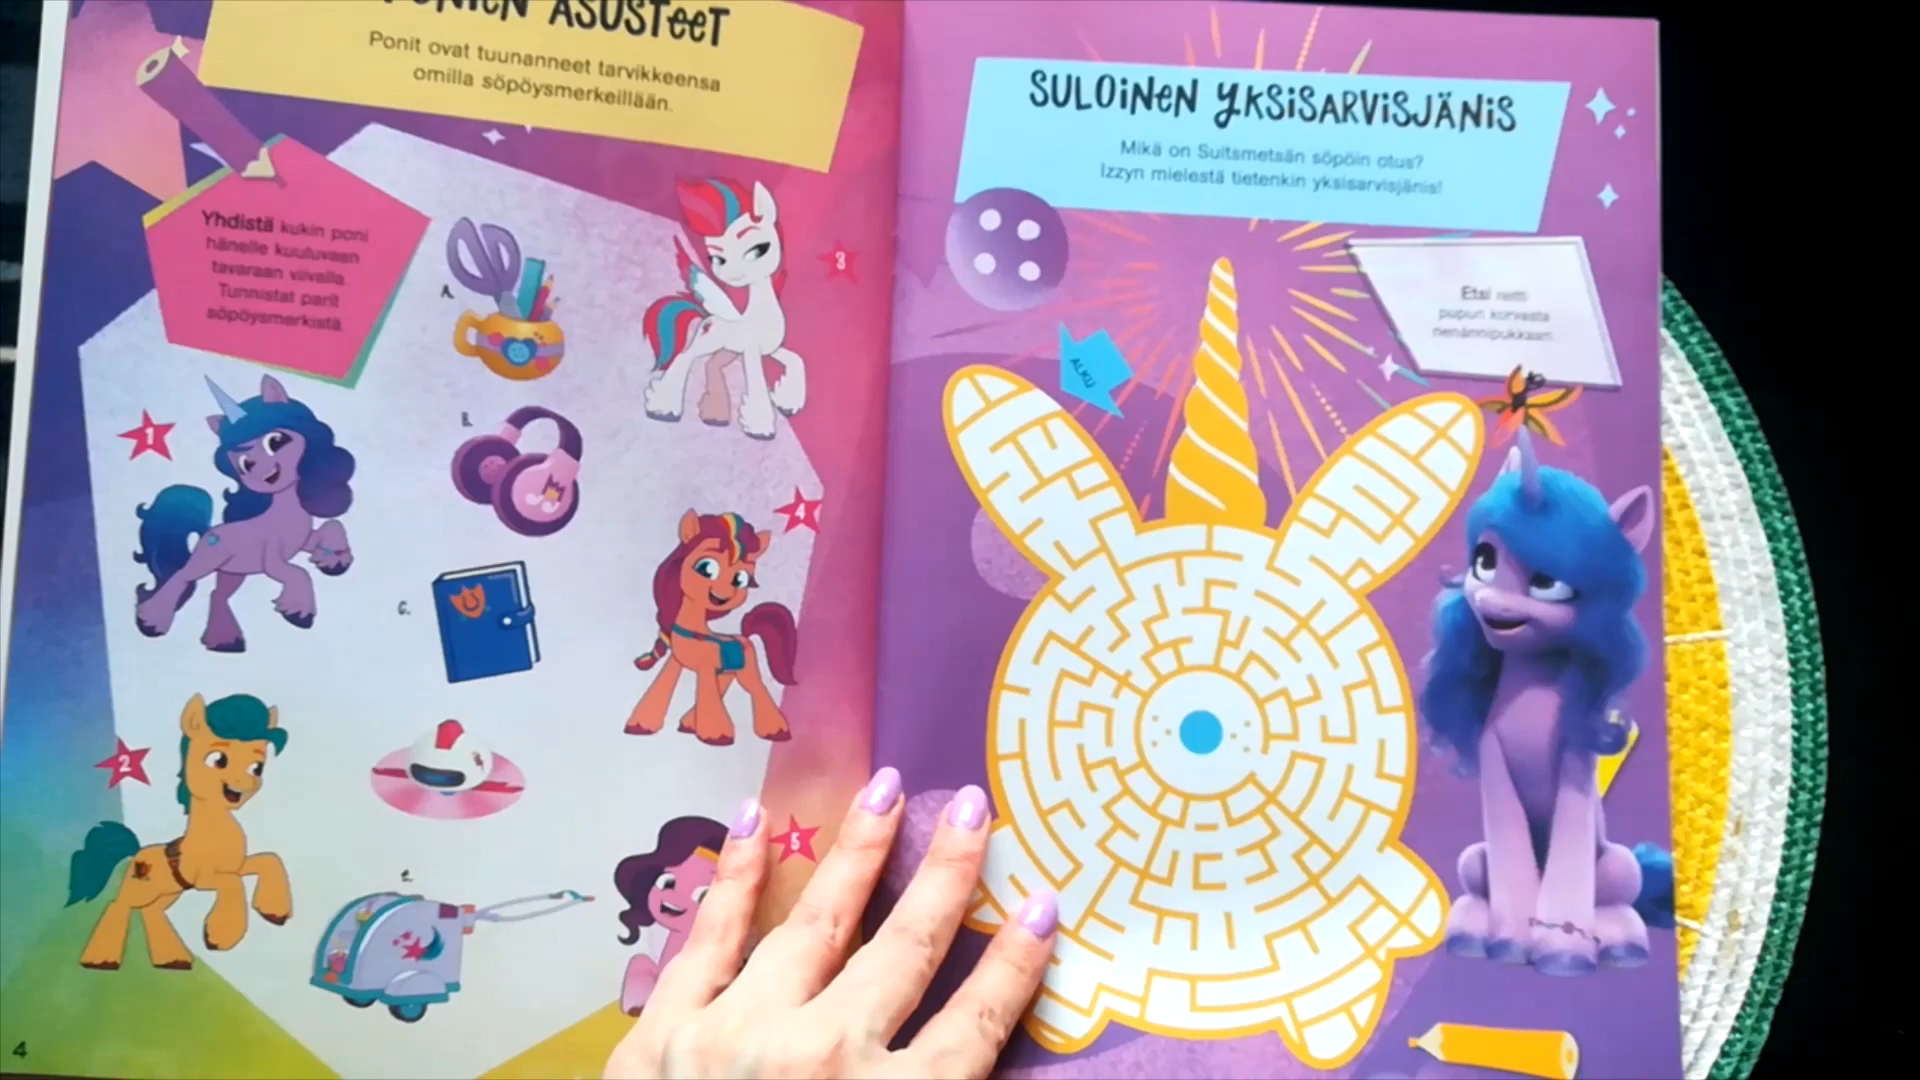 ASUSTEET
Ponit ovat tuunanneet tarvikkeensa
omilla söpöysmerkeillään.
Yhdistä kukin poni
hänelle kuuluvaan
tavaraan viivalla.
Tunnistat parit
söpöysmerkistä.
A.
B.
C.
e.
1
2
3
4
5
4
SULOINEN YKSISARVISJÄNIS
Mikä on Suitsmetsän söpöin otus?
Izzyn mielestä tietenkin yksisarvisjänis!
Etsi reitti
pupun korvasta
nenännipukkaan.
ALKU